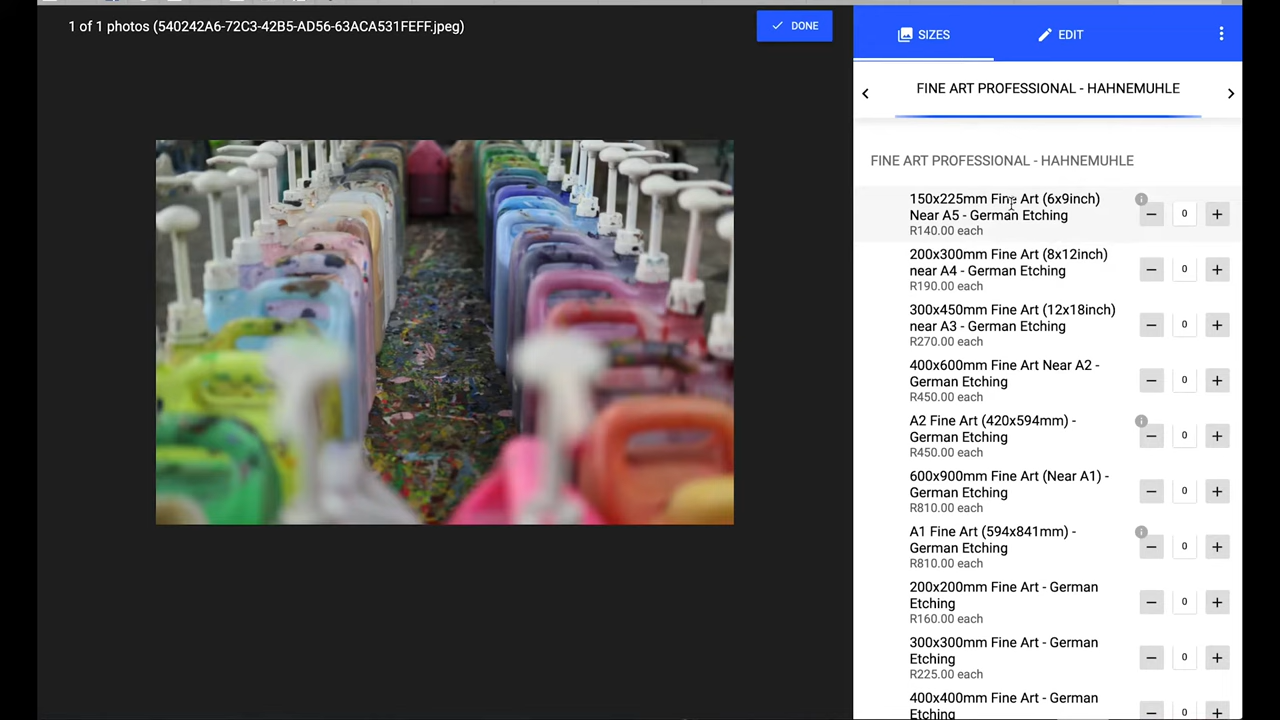 1 of 1 photos (540242A6-72C3-42B5-AD56-63ACA531FEFF.jpeg)
DONE
SIZES
EDIT
FINE ART PROFESSIONAL - HAHNEMUHLE
FINE ART PROFESSIONAL - HAHNEMUHLE
150x225mm Fine Art (6x9inch)
Near A5 - German Etching
R140.00 each
0
200x300mm Fine Art (8x12inch)
near A4 - German Etching
R190.00 each
0
300x450mm Fine Art (12x18inch)
near A3 - German Etching
R270.00 each
0
400x600mm Fine Art Near A2 -
German Etching
R450.00 each
0
A2 Fine Art (420x594mm) -
German Etching
R450.00 each
0
600x900mm Fine Art (Near A1) -
German Etching
R810.00 each
0
A1 Fine Art (594x841mm) -
German Etching
R810.00 each
0
200x200mm Fine Art - German
Etching
R160.00 each
0
300x300mm Fine Art - German
Etching
R225.00 each
0
400x400mm Fine Art - German
Etching
0